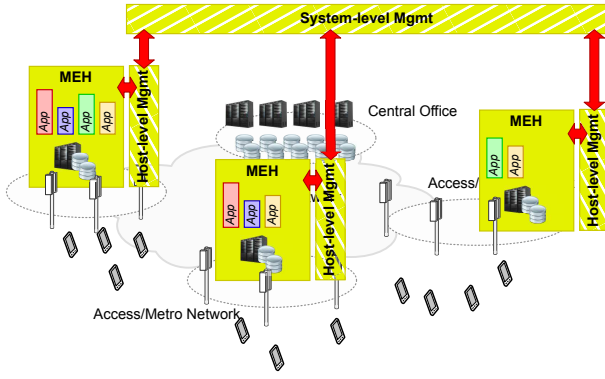 System-level Mgmt
MEH
App
App
App
App
Host-level Mgmt
Central Office
MEH
App
App
App
Host-level Mgmt
Access/
MEH
App
App
Host-level Mgmt
Access/Metro Network